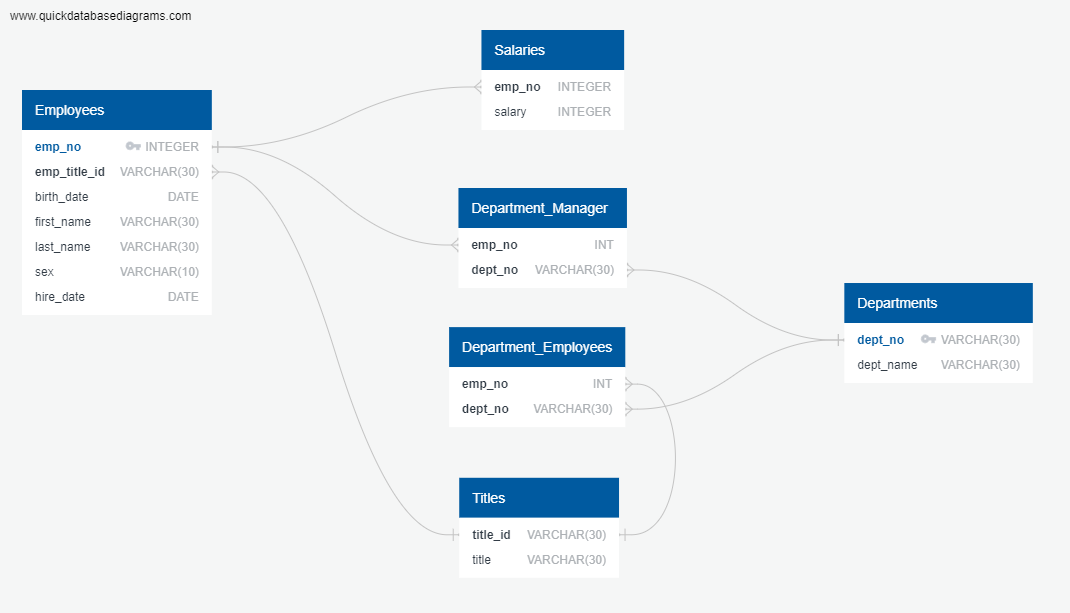 www.quickdatabasediagrams.com
Employees
emp_no INTEGER
emp_title_id VARCHAR(30)
birth_date DATE
first_name VARCHAR(30)
last_name VARCHAR(30)
sex VARCHAR(10)
hire_date DATE
Salaries
emp_no INTEGER
salary INTEGER
Department_Manager
emp_no INT
dept_no VARCHAR(30)
Department_Employees
emp_no INT
dept_no VARCHAR(30)
Titles
title_id VARCHAR(30)
title VARCHAR(30)
Departments
dept_no VARCHAR(30)
dept_name VARCHAR(30)